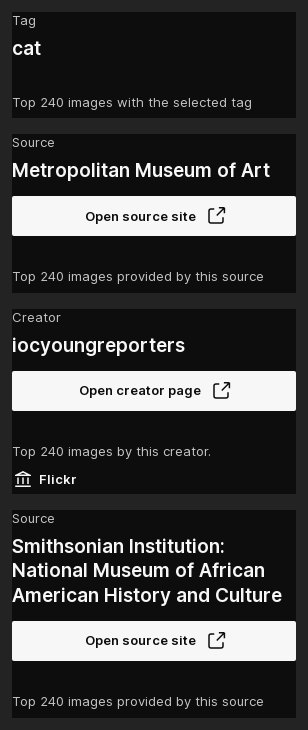 Tag
cat
Top 240 images with the selected tag
Source
Metropolitan Museum of Art
Open source site
Top 240 images provided by this source
Creator
iocyoungreporters
Open creator page
Top 240 images by this creator.
Flickr
Source
Smithsonian Institution:
National Museum of African
American History and Culture
Open source site
Top 240 images provided by this source